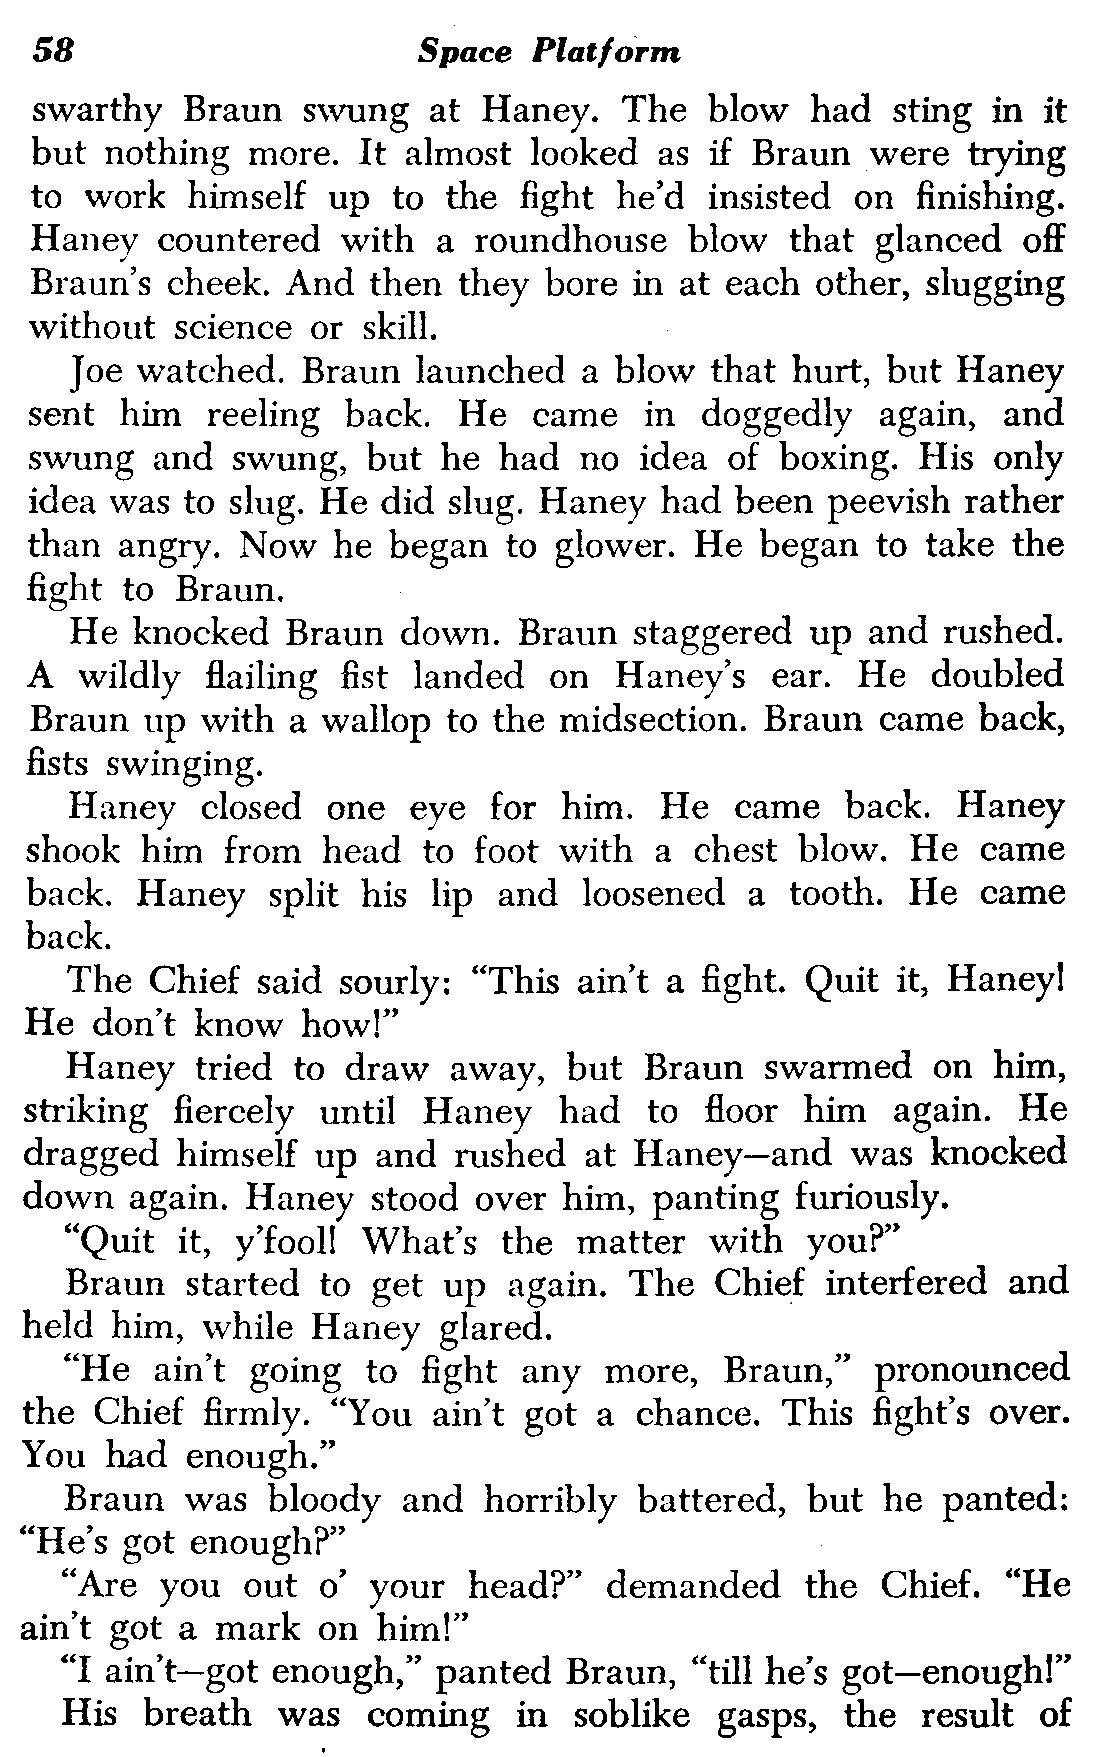 58 Space Platform
swarthy Braun swung at Haney. The blow had sting in it
but nothing more. It almost looked as if Braun were trying
to work himself up to the fight he'd insisted on finishing.
Haney countered with a roundhouse blow that glanced off
Braun's cheek. And then they bore in at each other, slugging
without science or skill.
Joe watched. Braun launched a blow that hurt, but Haney
sent him reeling back. He came in doggedly again, and
swung and swung, but he had no idea of boxing. His only
idea was to slug. He did slug. Haney had been peevish rather
than angry. Now he began to glower. He began to take the
fight to Braun.
He knocked Braun down. Braun staggered up and rushed.
A wildly flailing fist landed on Haney's ear. He doubled
Braun up with a wallop to the midsection. Braun came back,
fists swinging.
Haney closed one eye for him. He came back. Haney
shook him from head to foot with a chest blow. He came
back. Haney split his lip and loosened a tooth. He came
back.
The Chief said sourly: “This ain't a fight. Quit it, Haney!
He don't know how!”
Haney tried to draw away, but Braun swarmed on him,
striking fiercely until Haney had to floor him again. He
dragged himself up and rushed at Haney—and was knocked
down again. Haney stood over him, panting furiously.
“Quit it, y'fool! What's the matter with you?”
Braun started to get up again. The Chief interfered and
held him, while Haney glared.
“He ain't going to fight any more, Braun,” pronounced
the Chief firmly. “You ain't got a chance. This fight's over.
You had enough.”
Braun was bloody and horribly battered, but he panted:
“He's got enough?”
“Are you out o' your head?” demanded the Chief. “He
ain't got a mark on him!”
“I ain't—got enough,” panted Braun, “till he's got—enough!”
His breath was coming in soblike gasps, the result of